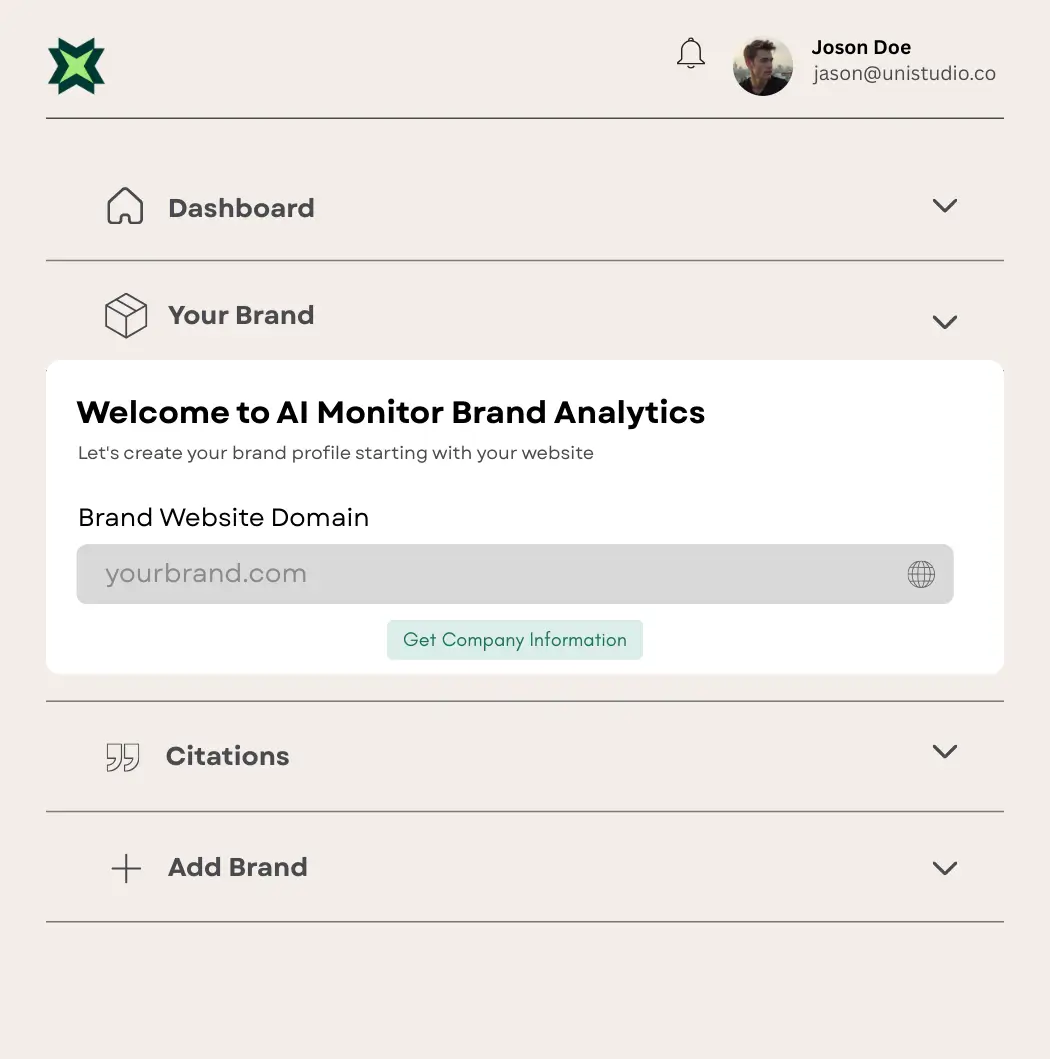 Joson Doe
jason@unistudio.co
Dashboard
Your Brand
Welcome to AI Monitor Brand Analytics
Let's create your brand profile starting with your website
Brand Website Domain
yourbrand.com
Get Company Information
Citations
Add Brand